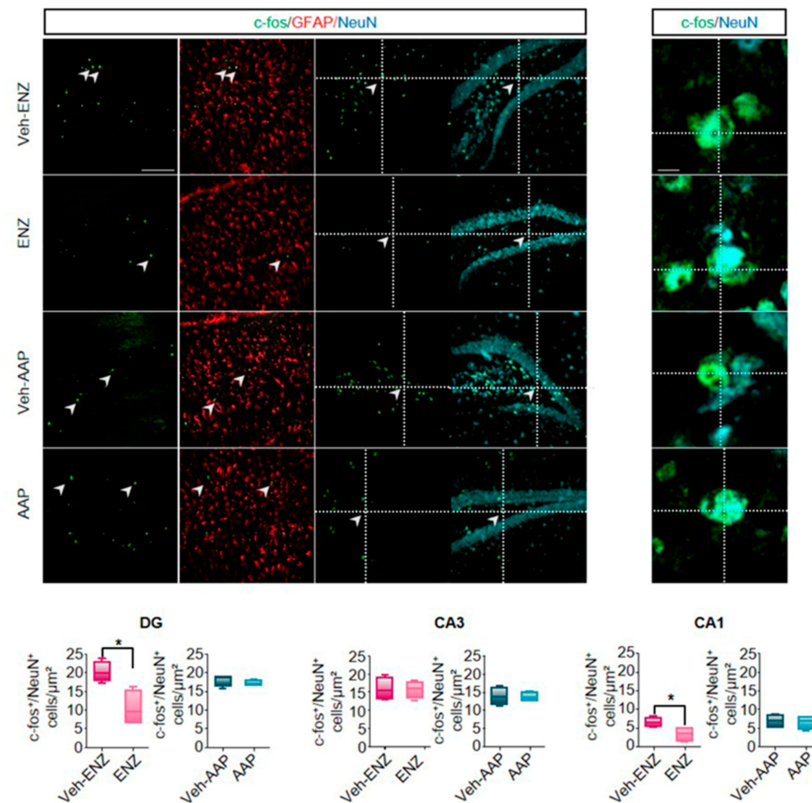 c-fos/GFAP/NeuN
c-fos/NeuN
Veh-ENZ
ENZ
Veh-AAP
AAP
DG
c-fos⁺/NeuN⁺
cells/µm²
25
20
15
10
5
0
*
Veh-ENZ
ENZ
c-fos⁺/NeuN⁺
cells/µm²
25
20
15
10
5
0
Veh-AAP
AAP
CA3
c-fos⁺/NeuN⁺
cells/µm²
25
20
15
10
5
0
Veh-ENZ
ENZ
c-fos⁺/NeuN⁺
cells/µm²
25
20
15
10
5
0
Veh-AAP
AAP
CA1
c-fos⁺/NeuN⁺
cells/µm²
25
20
15
10
5
0
*
Veh-ENZ
ENZ
c-fos⁺/NeuN⁺
cells/µm²
25
20
15
10
5
0
Veh-AAP
AAP